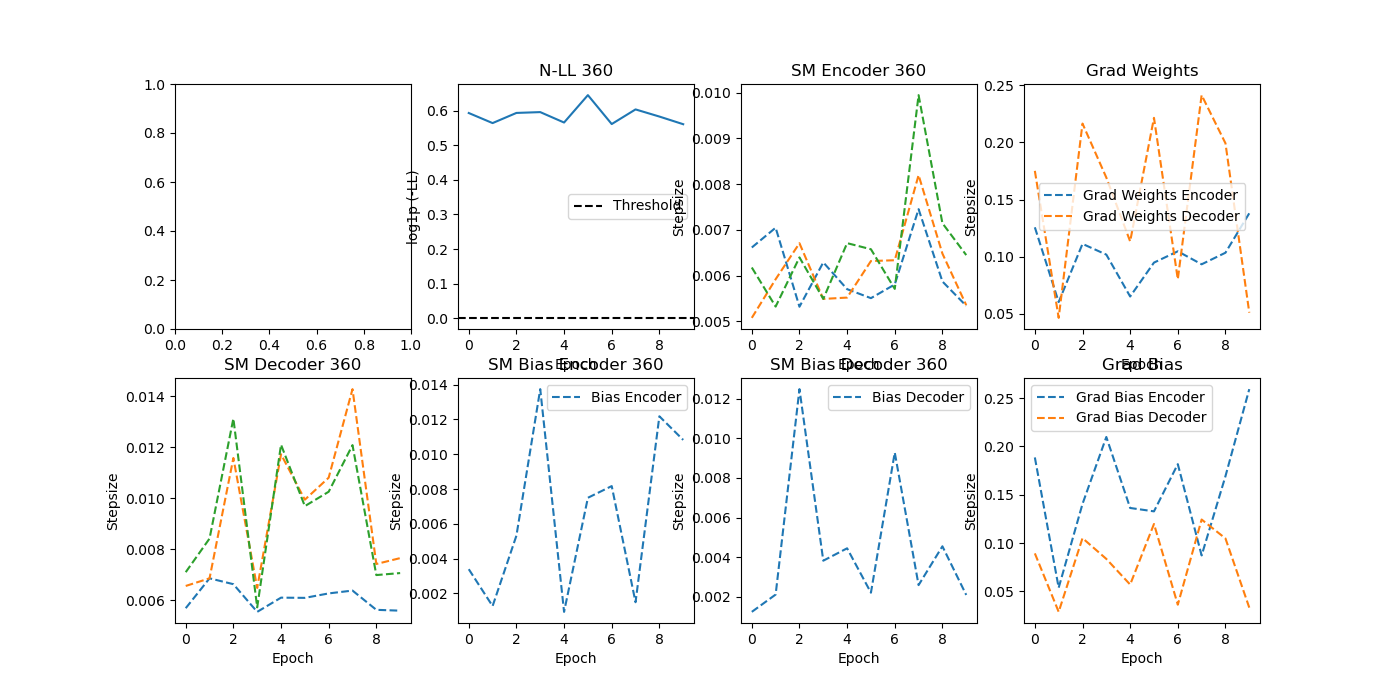 N-LL 360
SM Encoder 360
Grad Weights
1.0
0.8
0.6
0.4
0.2
0.0
0.0 0.2 0.4 0.6 0.8 1.0
log1p (-LL)
0.6
0.5
0.4
0.3
0.2
0.1
0.0
Threshold
0 2 4 6 8
Epoch
Stepsize
0.010
0.009
0.008
0.007
0.006
0.005
0 2 4 6 8
Epoch
Stepsize
0.25
0.20
0.15
0.10
0.05
Grad Weights Encoder
Grad Weights Decoder
0 2 4 6 8
Epoch
SM Decoder 360
SM Bias Encoder 360
SM Bias Decoder 360
Grad Bias
Stepsize
0.014
0.012
0.010
0.008
0.006
0 2 4 6 8
Epoch
Stepsize
0.014
0.012
0.010
0.008
0.006
0.004
0.002
Bias Encoder
0 2 4 6 8
Epoch
Stepsize
0.012
0.010
0.008
0.006
0.004
0.002
Bias Decoder
0 2 4 6 8
Epoch
Stepsize
0.25
0.20
0.15
0.10
0.05
Grad Bias Encoder
Grad Bias Decoder
0 2 4 6 8
Epoch